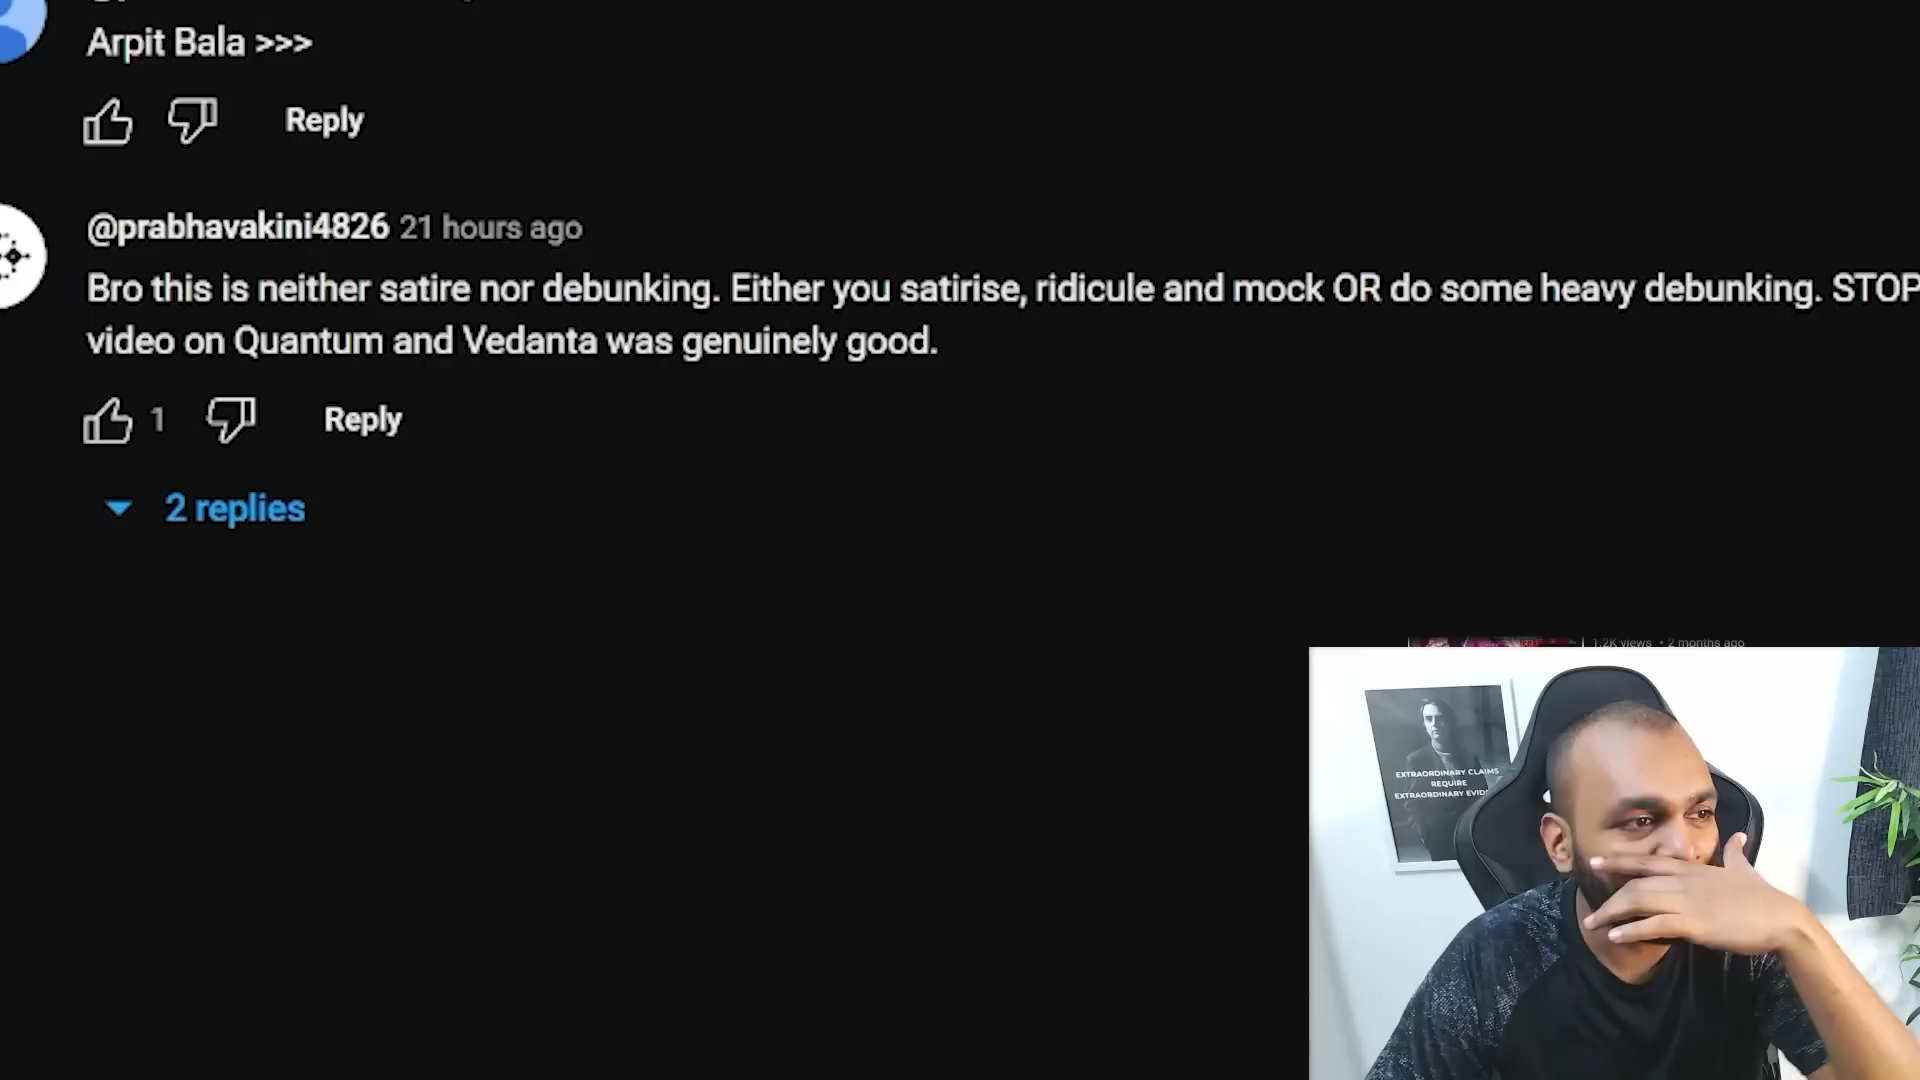 Arpit Bala >>>
Reply
@prabhavakini4826 21 hours ago
Bro this is neither satire nor debunking. Either you satirise, ridicule and mock OR do some heavy debunking. STOP
video on Quantum and Vedanta was genuinely good.
1 Reply
2 replies
1.2K views • 2 months ago
EXTRAORDINARY CLAIMS
REQUIRE
EXTRAORDINARY EVID